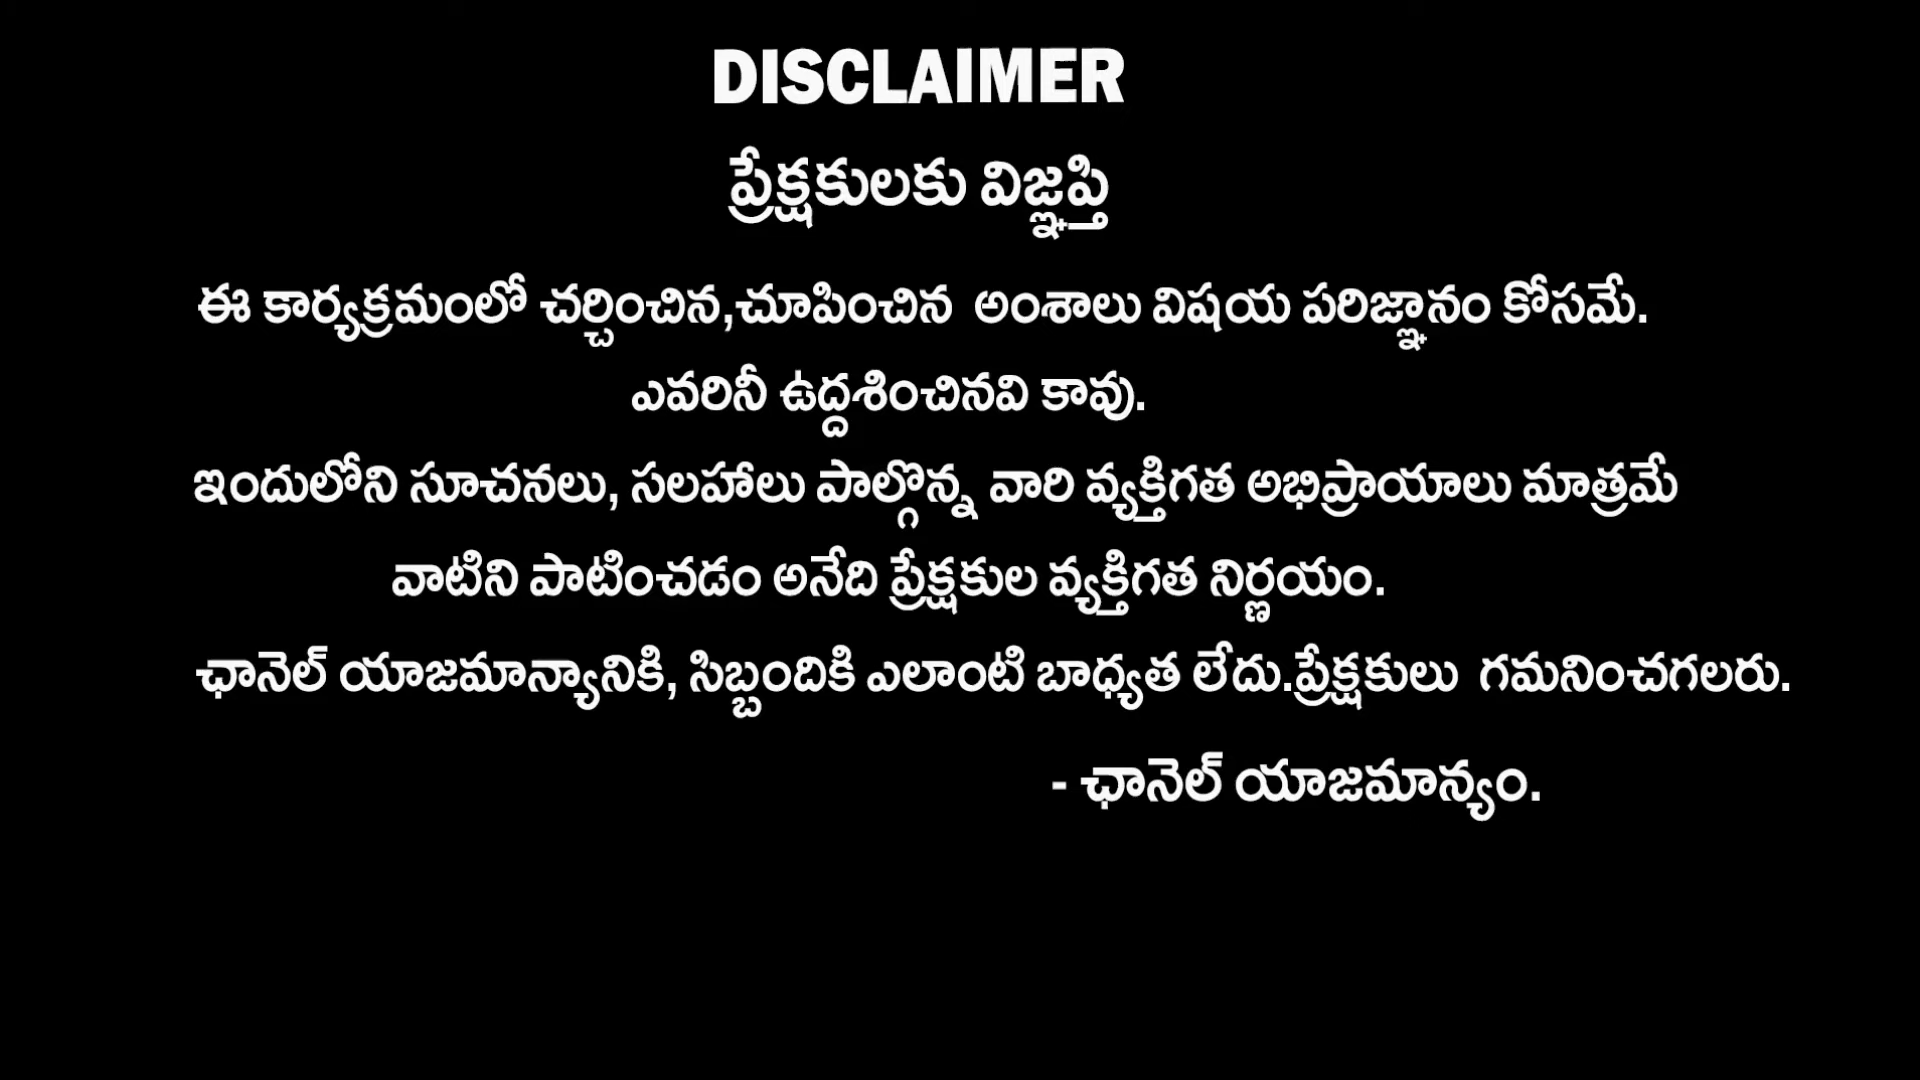 DISCLAIMER
ప్రేక్షకులకు విజ్ఞప్తి
ఈ కార్యక్రమంలో చర్చించిన,చూపించిన అంశాలు విషయ పరిజ్ఞానం కోసమే.
ఎవరినీ ఉద్దశించినవి కావు.
ఇందులోని సూచనలు, సలహాలు పాల్గొన్న వారి వ్యక్తిగత అభిప్రాయాలు మాత్రమే
వాటిని పాటించడం అనేది ప్రేక్షకుల వ్యక్తిగత నిర్ణయం.
ఛానెల్ యాజమాన్యానికి, సిబ్బందికి ఎలాంటి బాధ్యత లేదు.ప్రేక్షకులు గమనించగలరు.
- ఛానెల్ యాజమాన్యం.